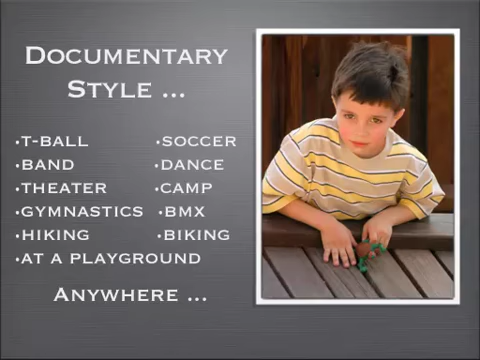 DOCUMENTARY
STYLE ...
•T-BALL •SOCCER
•BAND •DANCE
•THEATER •CAMP
•GYMNASTICS •BMX
•HIKING •BIKING
•AT A PLAYGROUND
ANYWHERE ...